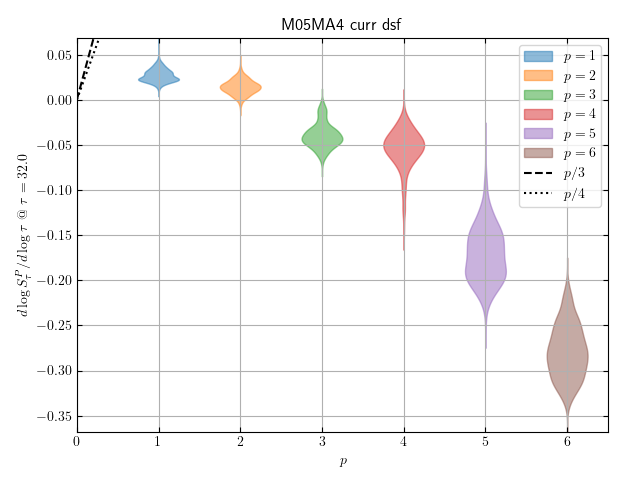 M05MA4 curr dsf
d log S_τ^p / d log τ @ τ = 32.0
0.05
0.00
−0.05
−0.10
−0.15
−0.20
−0.25
−0.30
−0.35
p = 1
p = 2
p = 3
p = 4
p = 5
p = 6
p/3
p/4
0 1 2 3 4 5 6
p